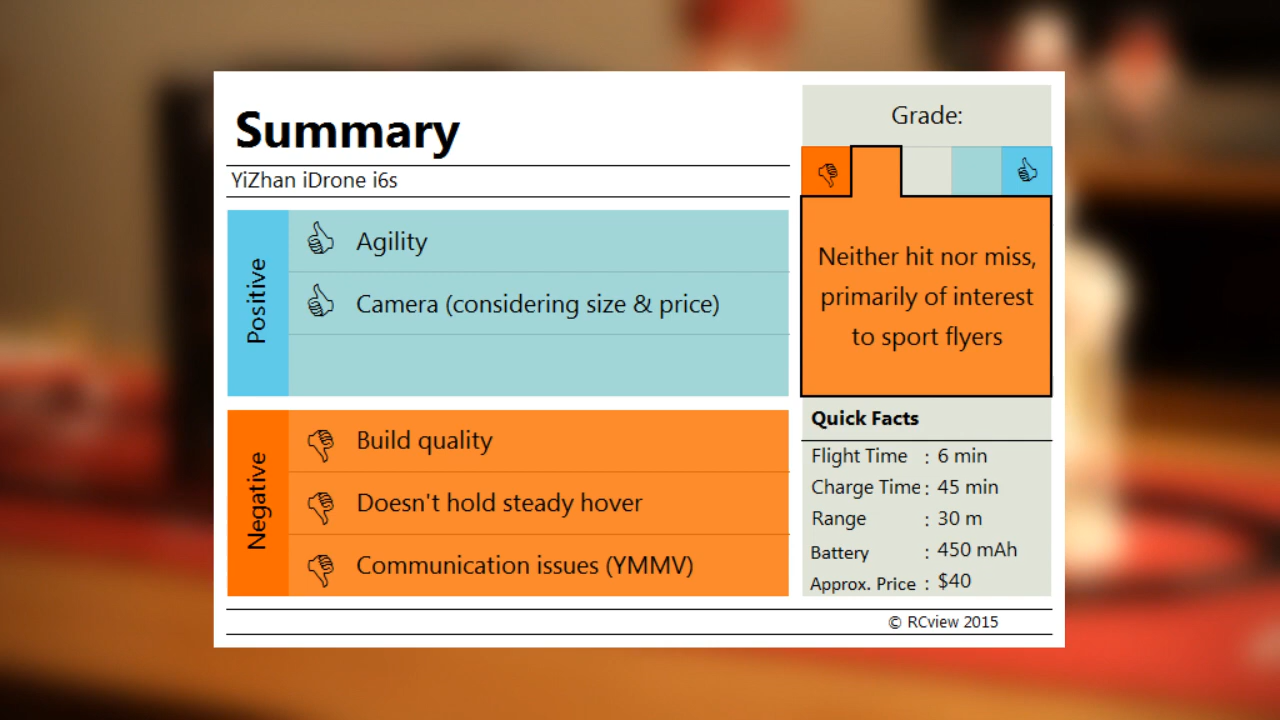 Summary
YiZhan iDrone i6s
Positive
Agility
Camera (considering size & price)
Negative
Build quality
Doesn't hold steady hover
Communication issues (YMMV)
Grade:
Neither hit nor miss,
primarily of interest
to sport flyers
Quick Facts
Flight Time : 6 min
Charge Time : 45 min
Range : 30 m
Battery : 450 mAh
Approx. Price : $40
© RCview 2015